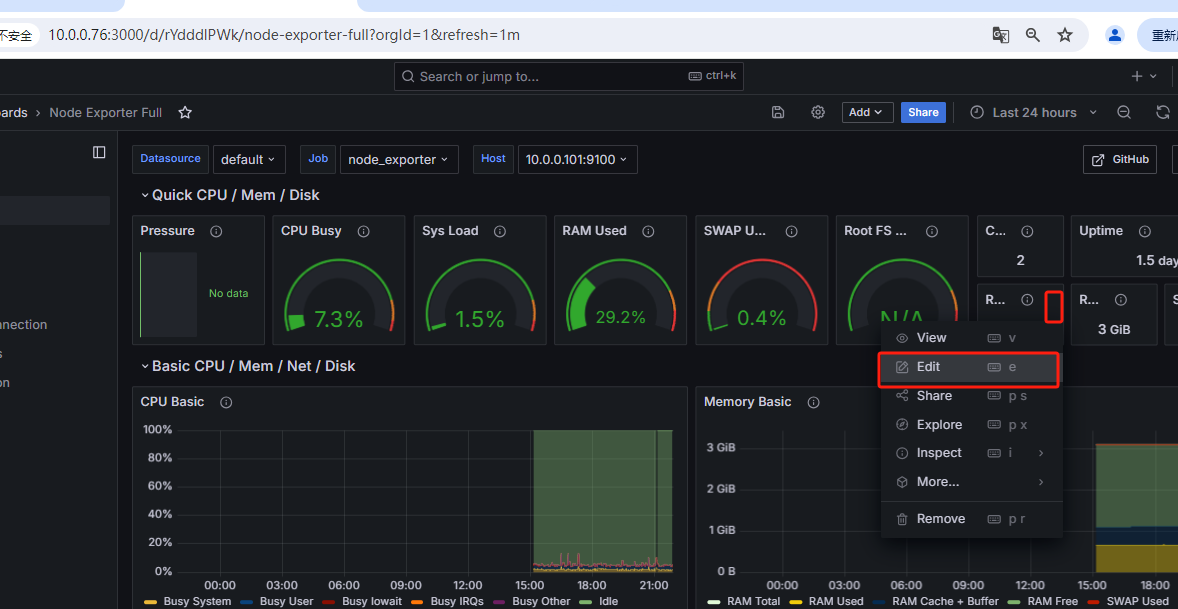 不安全 10.0.0.76:3000/d/rYdddlPWk/node-exporter-full?orgId=1&refresh=1m 重新
Search or jump to... ctrl+k
ards › Node Exporter Full Add Share Last 24 hours
Datasource default Job node_exporter Host 10.0.0.101:9100 GitHub
Quick CPU / Mem / Disk
Pressure CPU Busy Sys Load RAM Used SWAP U... Root FS ... C... Uptime
2 1.5 day
No data R... R... S
7.3% 1.5% 29.2% 0.4% N/A 3 GiB
nnection
s
on
View v
Edit e
Share p s
Explore p x
Inspect i
More...
Remove p r
Basic CPU / Mem / Net / Disk
CPU Basic
100%
80%
60%
40%
20%
0%
00:00 03:00 06:00 09:00 12:00 15:00 18:00 21:00
Busy System Busy User Busy Iowait Busy IRQs Busy Other Idle
Memory Basic
3 GiB
2 GiB
1 GiB
0 B
00:00 03:00 06:00 09:00 12:00 15:00 18:00
RAM Total RAM Used RAM Cache + Buffer RAM Free SWAP Used